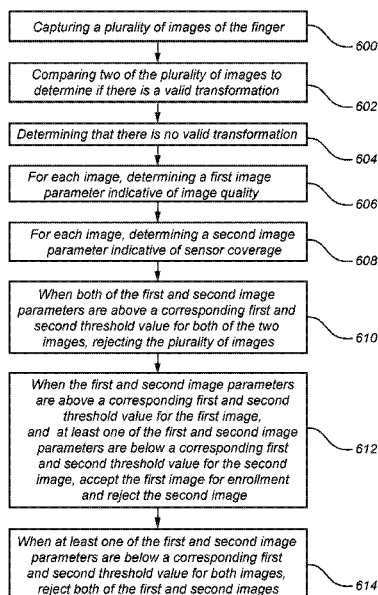 Capturing a plurality of images of the finger
600
Comparing two of the plurality of images to
determine if there is a valid transformation
602
Determining that there is no valid transformation
604
For each image, determining a first image
parameter indicative of image quality
606
For each image, determining a second image
parameter indicative of sensor coverage
608
When both of the first and second image
parameters are above a corresponding first and
second threshold value for both of the two
images, rejecting the plurality of images
610
When the first and second image parameters
are above a corresponding first and second
threshold value for the first image,
and at least one of the first and second image
parameters are below a corresponding first
and second threshold value for the second
image, accept the first image for enrollment
and reject the second image
612
When at least one of the first and second image
parameters are below a corresponding first
and second threshold value for both images,
reject both of the first and second images
614